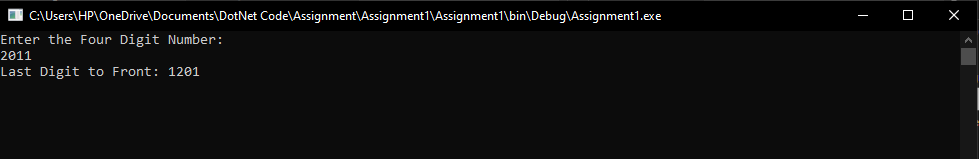 C:\Users\HP\OneDrive\Documents\DotNet Code\Assignment\Assignment1\Assignment1\bin\Debug\Assignment1.exe
Enter the Four Digit Number:
2011
Last Digit to Front: 1201